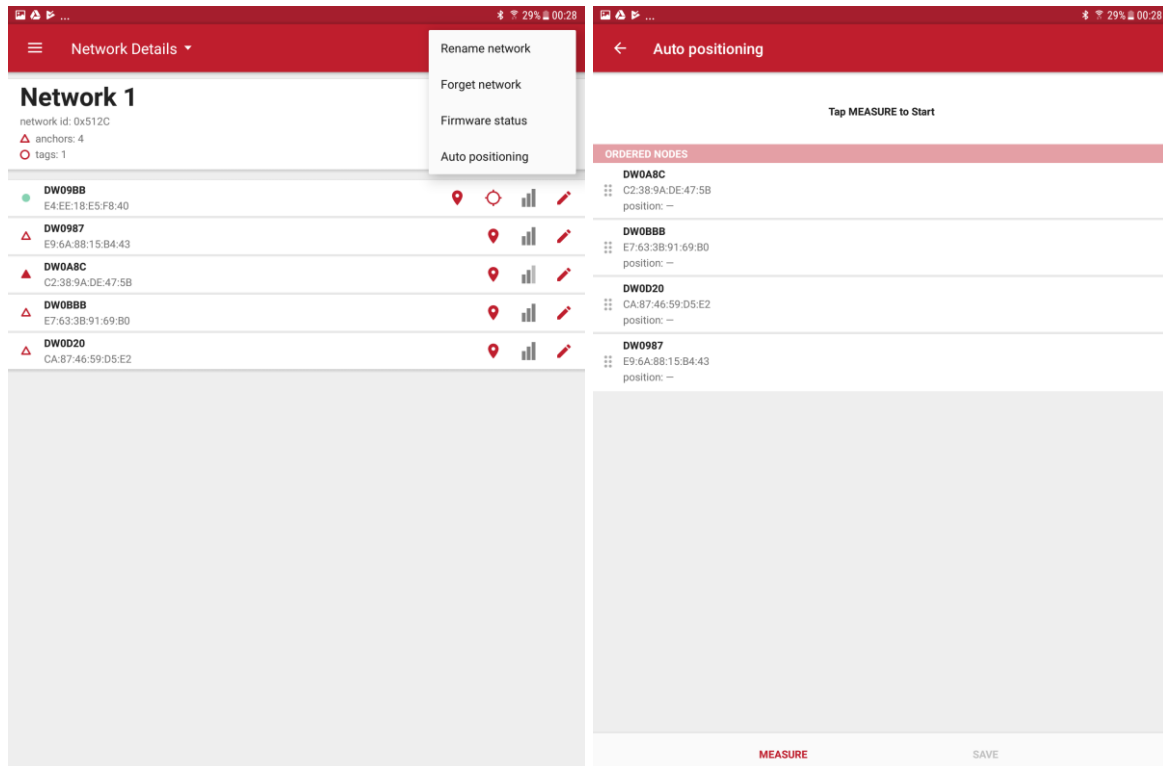 ... 29% 00:28
Network Details
Rename network
Forget network
Firmware status
Auto positioning
Network 1
network id: 0x512C
anchors: 4
tags: 1
DW09BB
E4:EE:18:E5:F8:40
DW0987
E9:6A:88:15:B4:43
DW0A8C
C2:38:9A:DE:47:5B
DW0BBB
E7:63:3B:91:69:B0
DW0D20
CA:87:46:59:D5:E2
... 29% 00:28
Auto positioning
Tap MEASURE to Start
ORDERED NODES
DW0A8C
C2:38:9A:DE:47:5B
position: —
DW0BBB
E7:63:3B:91:69:B0
position: —
DW0D20
CA:87:46:59:D5:E2
position: —
DW0987
E9:6A:88:15:B4:43
position: —
MEASURE SAVE